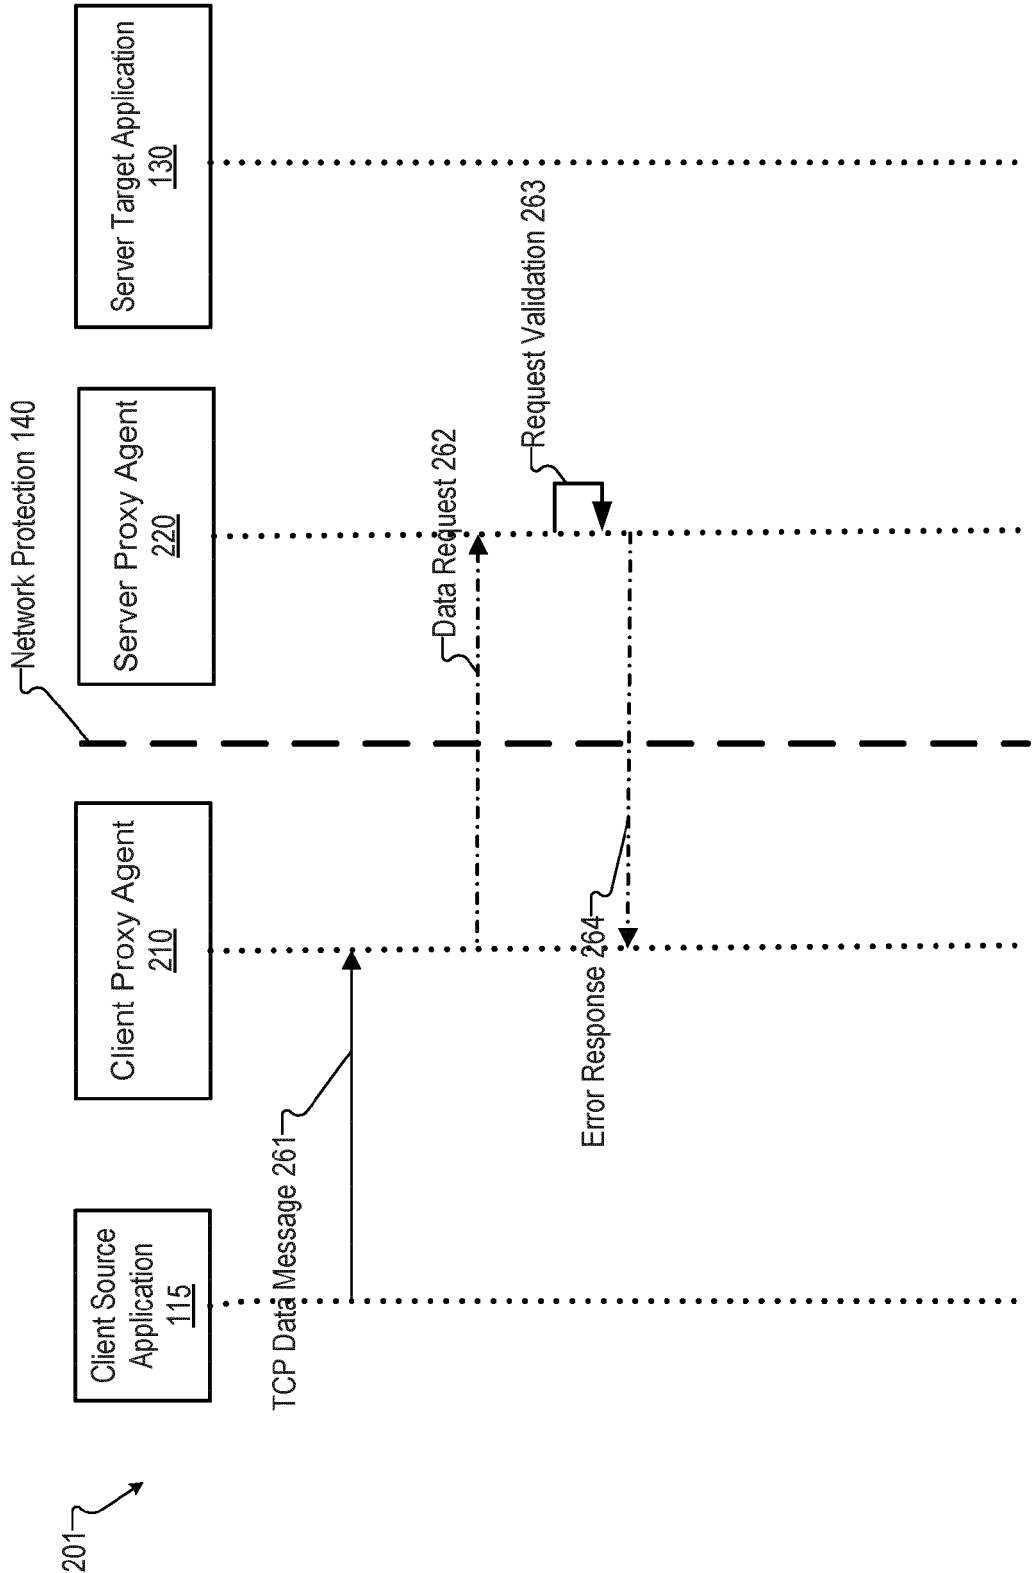 201
Client Source
Application
115
Client Proxy Agent
210
Network Protection 140
Server Proxy Agent
220
Server Target Application
130
TCP Data Message 261
Data Request 262
Request Validation 263
Error Response 264